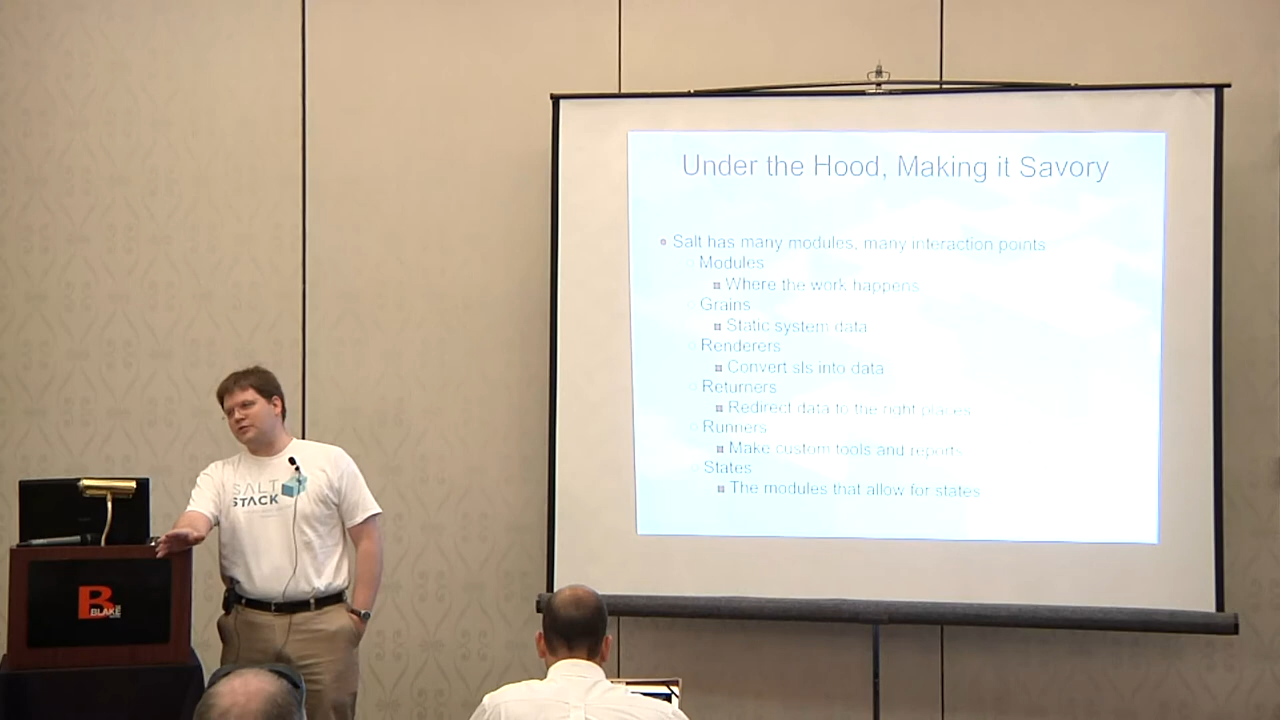 Under the Hood, Making it Savory
Salt has many modules, many interaction points
Modules
Where the work happens
Grains
Static system data
Renderers
Convert sls into data
Returners
Redirect data to the right places
Runners
Make custom tools and reports
States
The modules that allow for states
SALT
STACK
B
BLAKE